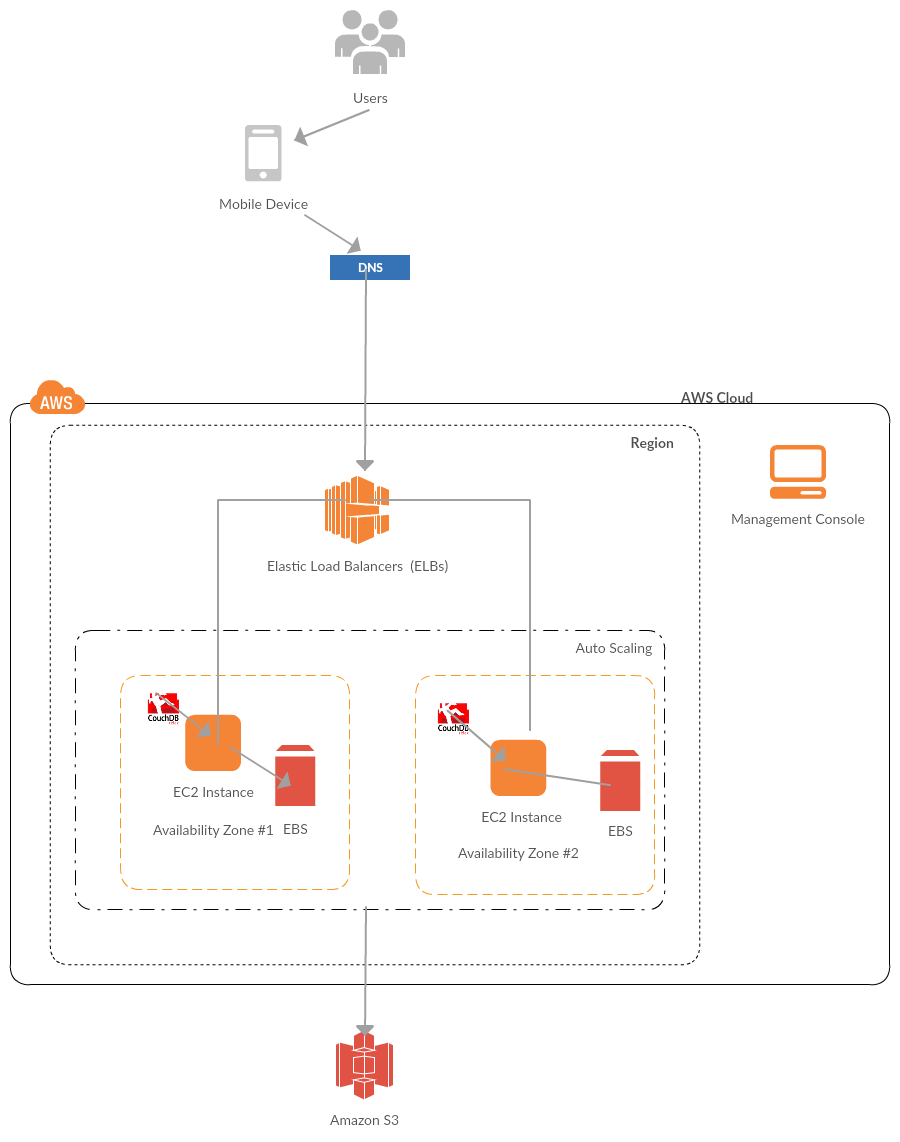 Users
Mobile Device
DNS
AWS
AWS Cloud
Region
Management Console
Elastic Load Balancers (ELBs)
Auto Scaling
CouchDB
CouchDB
EC2 Instance
EC2 Instance
Availability Zone #1
EBS
EBS
Availability Zone #2
Amazon S3